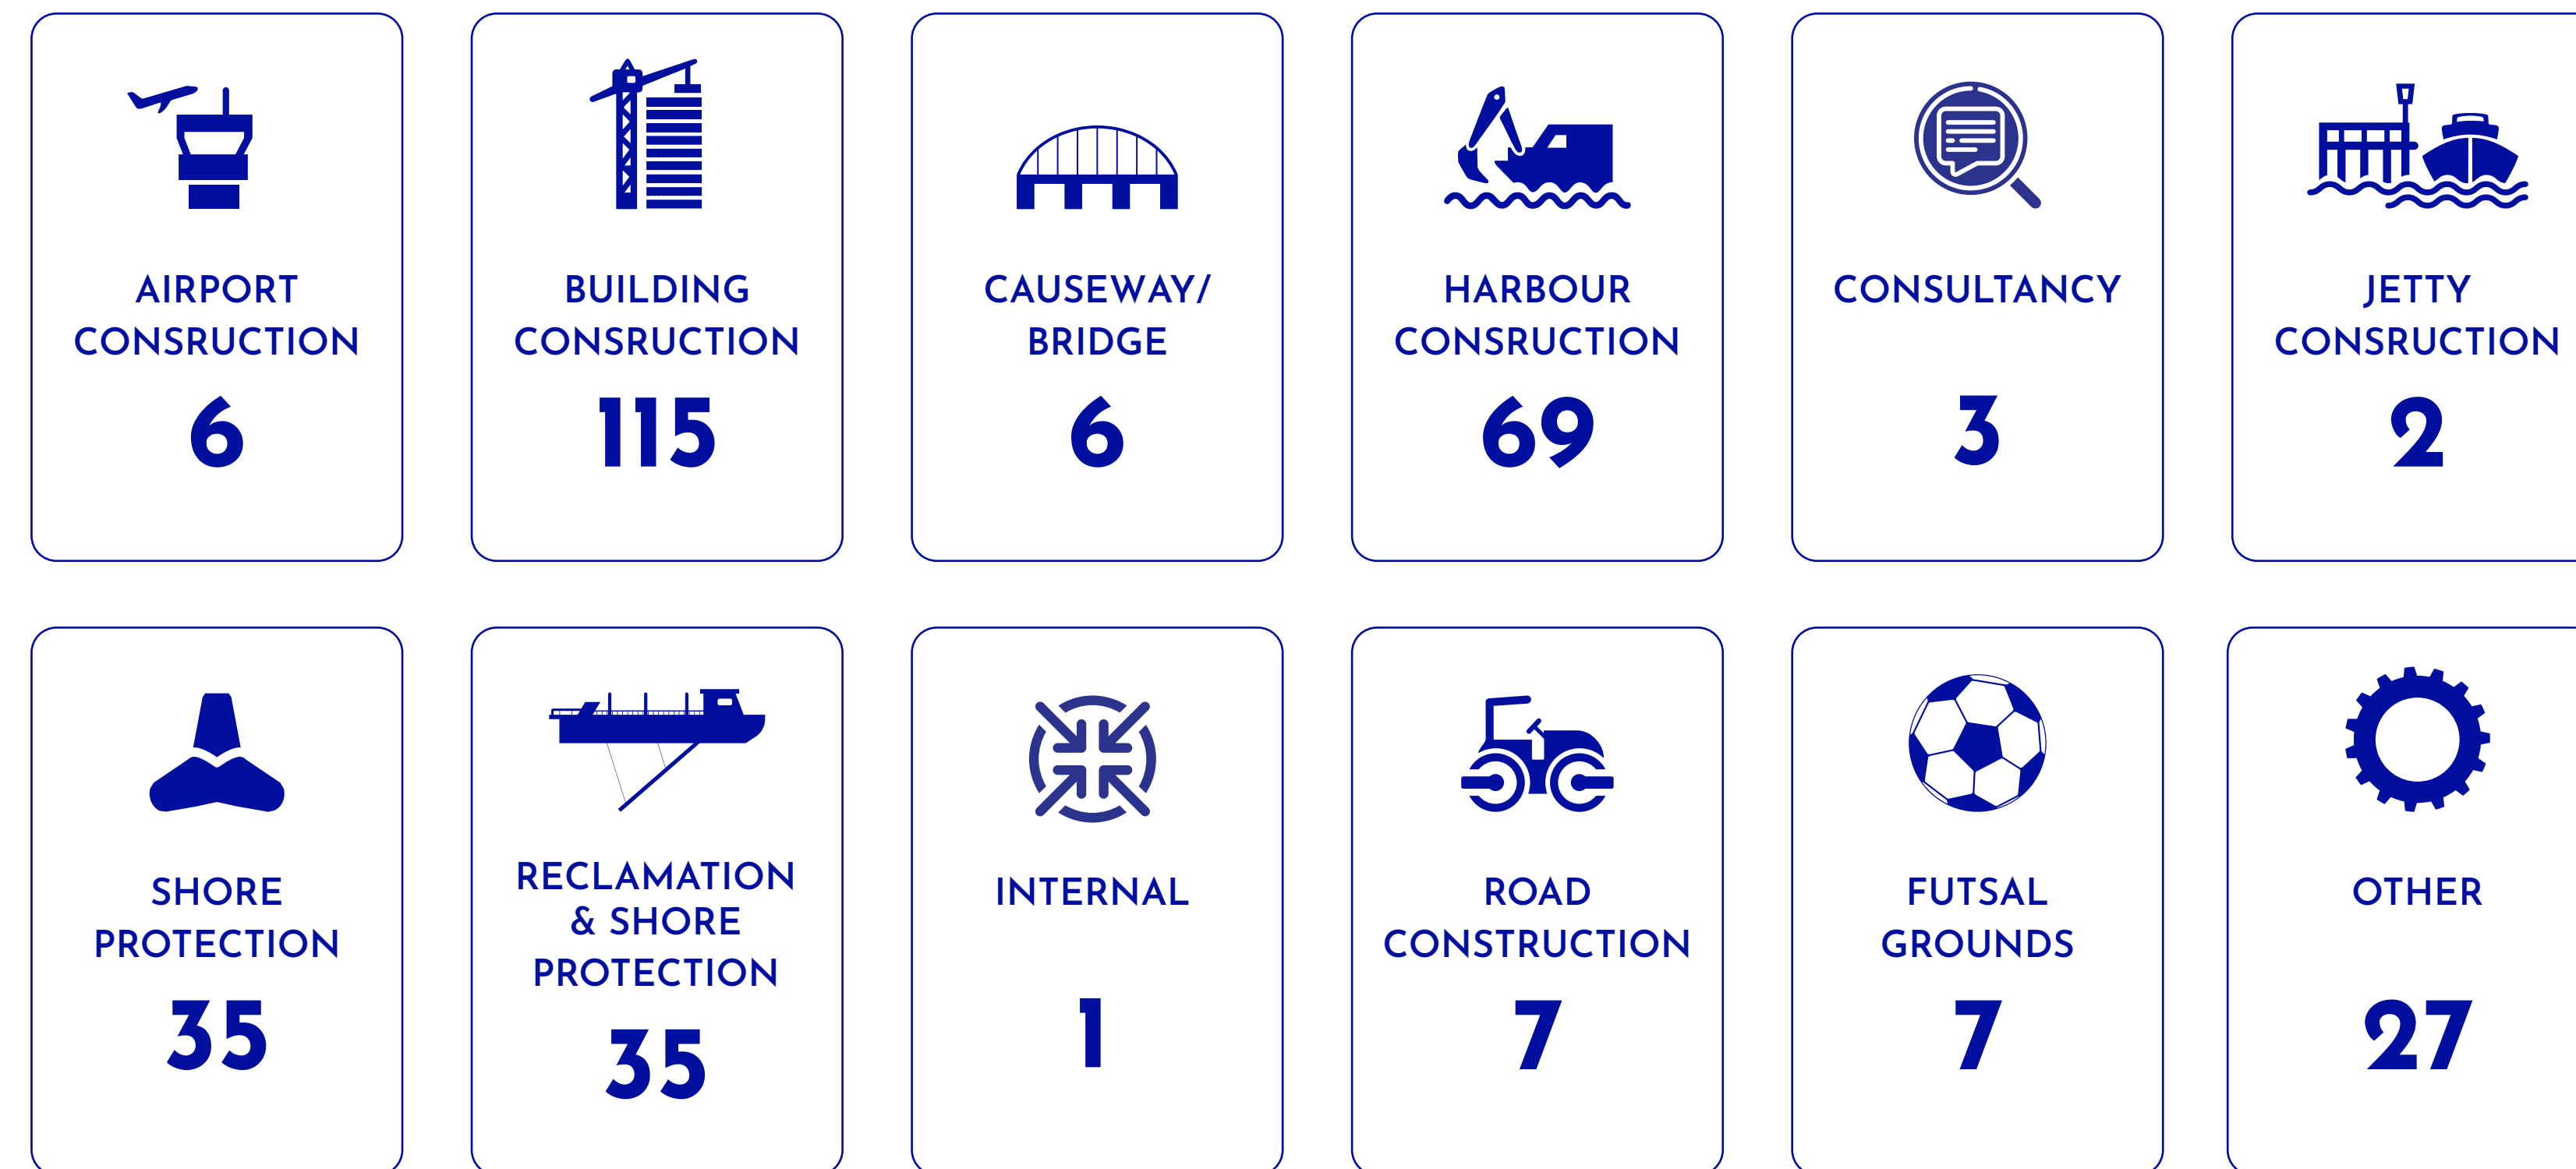 AIRPORT
CONSRUCTION
6
BUILDING
CONSRUCTION
115
CAUSEWAY/
BRIDGE
6
HARBOUR
CONSRUCTION
69
CONSULTANCY
3
JETTY
CONSRUCTION
2
SHORE
PROTECTION
35
RECLAMATION
& SHORE
PROTECTION
35
INTERNAL
1
ROAD
CONSTRUCTION
7
FUTSAL
GROUNDS
7
OTHER
27